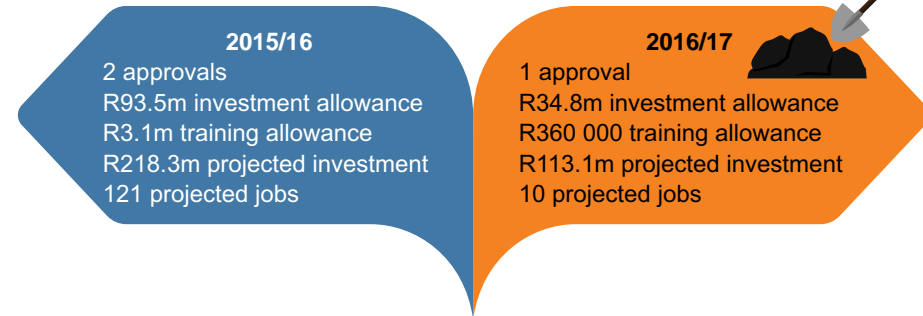 2015/16
2 approvals
R93.5m investment allowance
R3.1m training allowance
R218.3m projected investment
121 projected jobs
2016/17
1 approval
R34.8m investment allowance
R360 000 training allowance
R113.1m projected investment
10 projected jobs